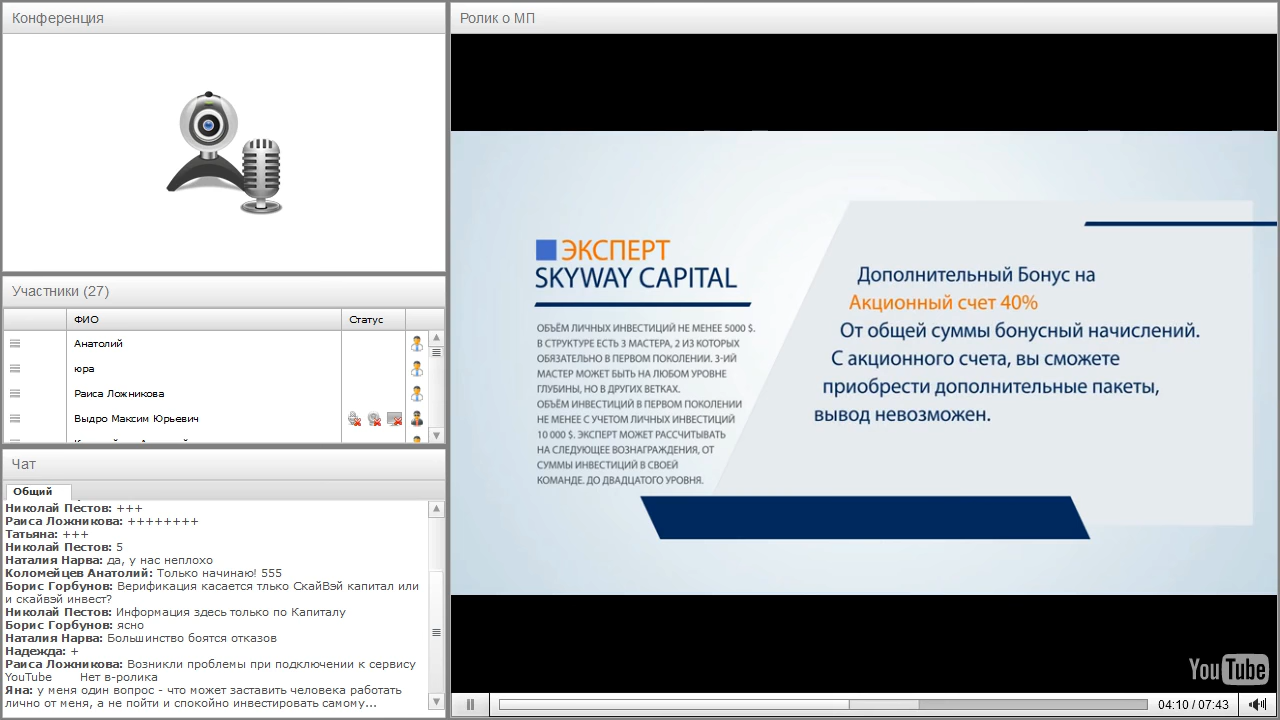 Конференция
Участники (27)
ФИО
Статус
Анатолий
юра
Раиса Ложникова
Выдро Максим Юрьевич
Чат
Общий
Николай Пестов: +++
Раиса Ложникова: ++++++++
Татьяна: +++
Николай Пестов: 5
Наталия Нарва: да, у нас неплохо
Коломейцев Анатолий: Только начинаю! 555
Борис Горбунов: Верификация касается тлько СкайВэй капитал или
и скайвэй инвест?
Николай Пестов: Информация здесь только по Капиталу
Борис Горбунов: ясно
Наталия Нарва: Большинство боятся отказов
Надежда: +
Раиса Ложникова: Возникли проблемы при подключении к сервису
YouTube Нет в-ролика
Яна: у меня один вопрос - что может заставить человека работать
лично от меня, а не пойти и спокойно инвестировать самому...
Ролик о МП
ЭКСПЕРТ
SKYWAY CAPITAL
ОБЪЁМ ЛИЧНЫХ ИНВЕСТИЦИЙ НЕ МЕНЕЕ 5000 $.
В СТРУКТУРЕ ЕСТЬ 3 МАСТЕРА, 2 ИЗ КОТОРЫХ
ОБЯЗАТЕЛЬНО В ПЕРВОМ ПОКОЛЕНИИ. 3-ИЙ
МАСТЕР МОЖЕТ БЫТЬ НА ЛЮБОМ УРОВНЕ
ГЛУБИНЫ, НО В ДРУГИХ ВЕТКАХ.
ОБЪЁМ ИНВЕСТИЦИЙ В ПЕРВОМ ПОКОЛЕНИИ
НЕ МЕНЕЕ С УЧЕТОМ ЛИЧНЫХ ИНВЕСТИЦИЙ
10 000 $. ЭКСПЕРТ МОЖЕТ РАССЧИТЫВАТЬ
НА СЛЕДУЮЩЕЕ ВОЗНАГРАЖДЕНИЯ, ОТ
СУММЫ ИНВЕСТИЦИЙ В СВОЕЙ
КОМАНДЕ. ДО ДВАДЦАТОГО УРОВНЯ.
Дополнительный Бонус на
Акционный счет 40%
От общей суммы бонусный начислений.
С акционного счета, вы сможете
приобрести дополнительные пакеты,
вывод невозможен.
YouTube
04:10 / 07:43